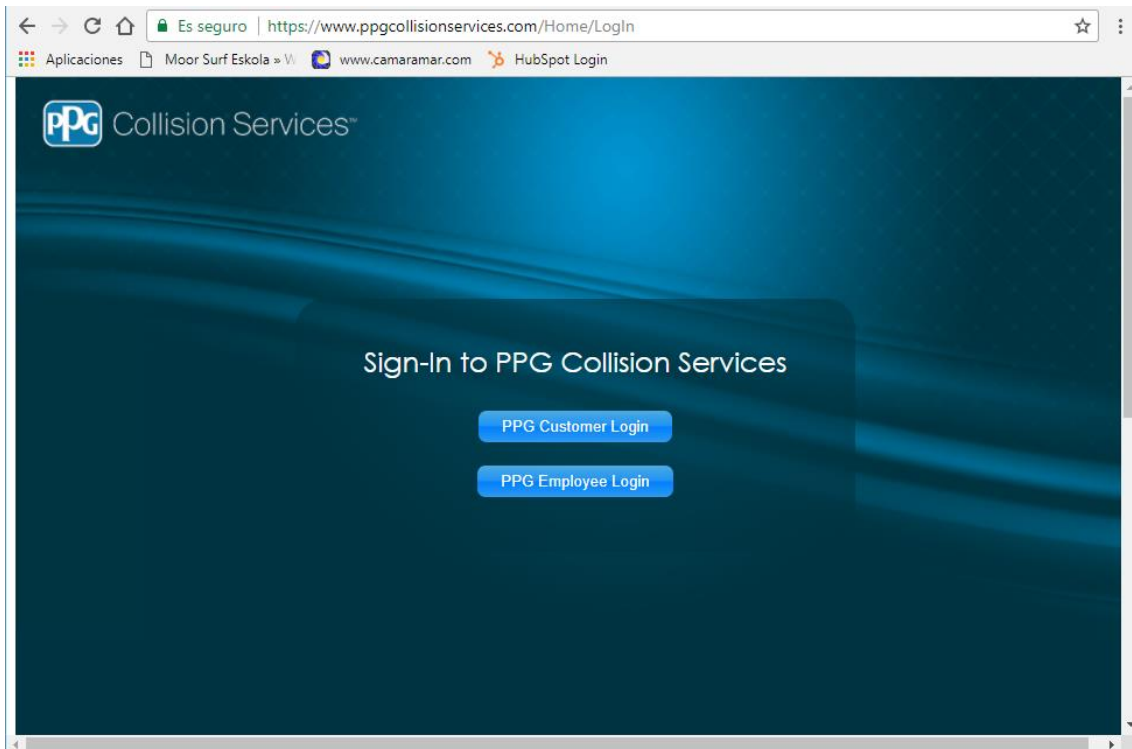 Es seguro | https://www.ppgcollisionservices.com/Home/LogIn
Aplicaciones Moor Surf Eskola » W www.camaramar.com HubSpot Login
PPG Collision Services™
Sign-In to PPG Collision Services
PPG Customer Login
PPG Employee Login